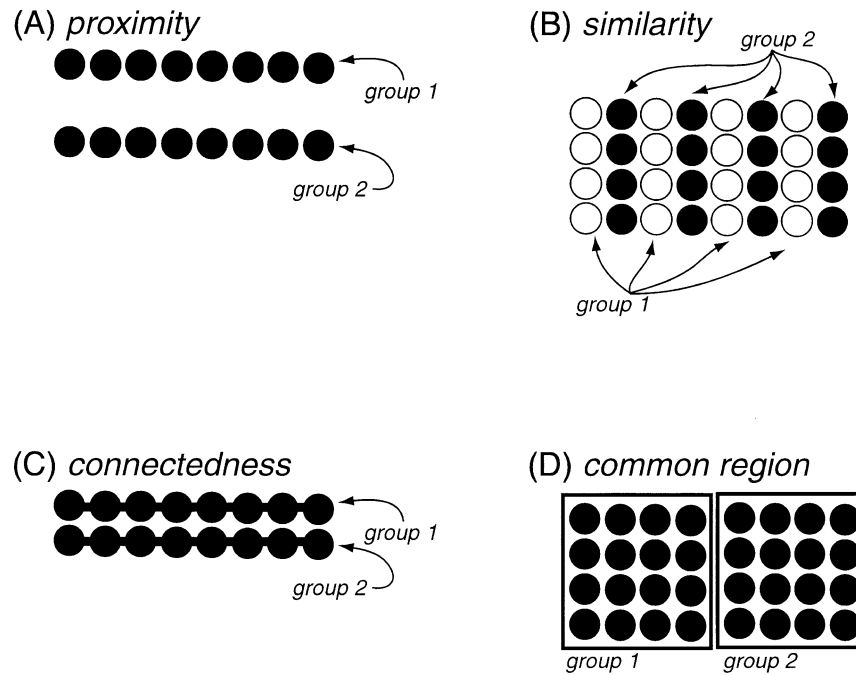 (A) proximity
group 1
group 2
(B) similarity
group 2
group 1
(C) connectedness
group 1
group 2
(D) common region
group 1
group 2